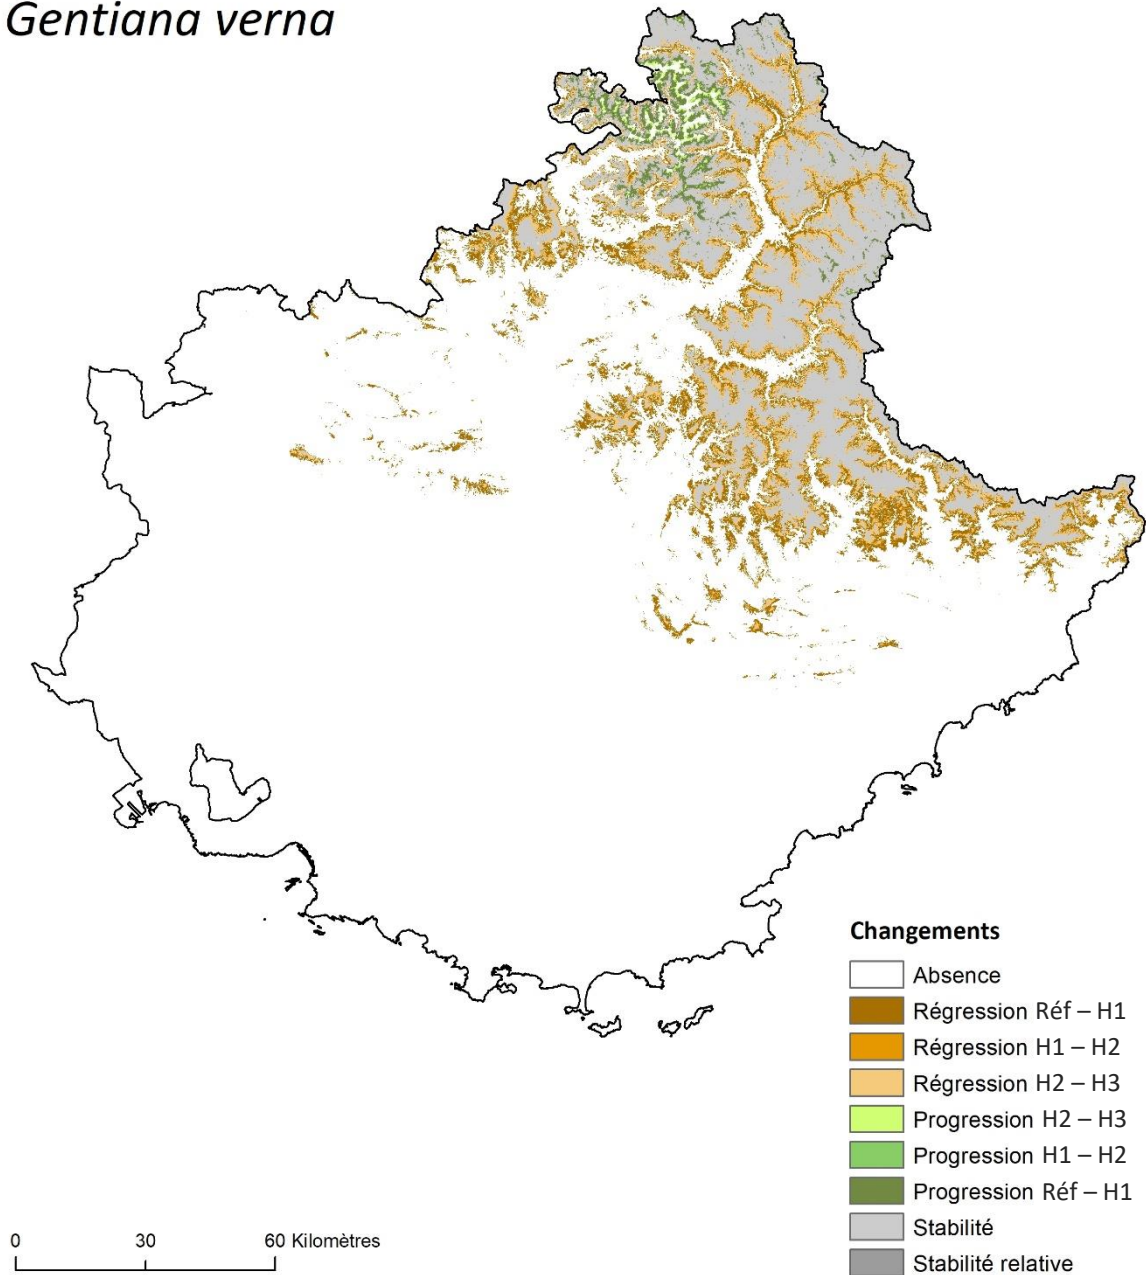 Gentiana verna
Changements
Absence
Régression Réf – H1
Régression H1 – H2
Régression H2 – H3
Progression H2 – H3
Progression H1 – H2
Progression Réf – H1
Stabilité
Stabilité relative
0 30 60 Kilomètres